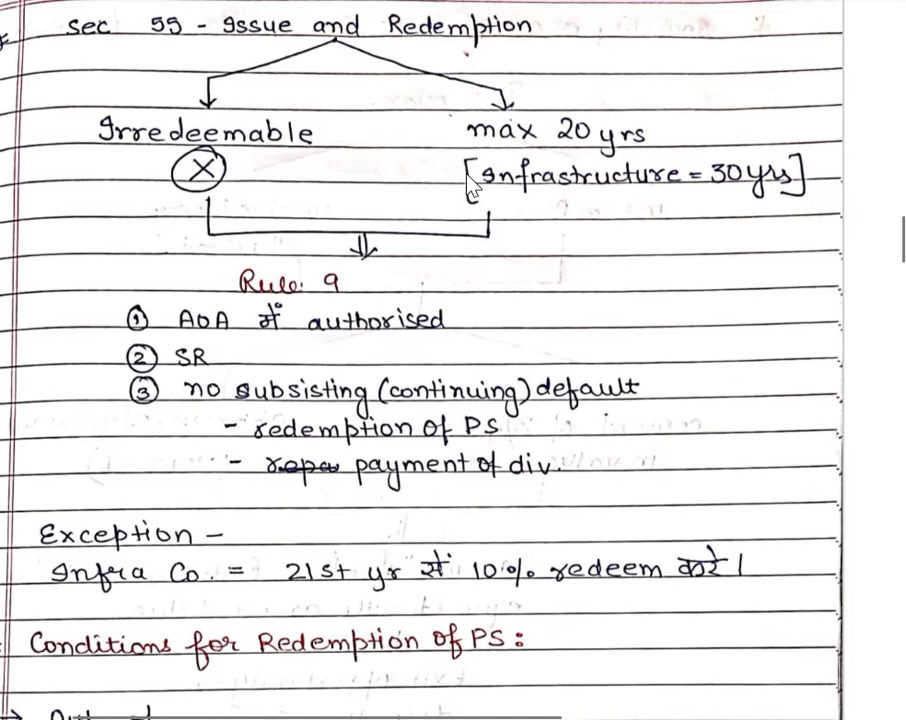 Sec 55 - Issue and Redemption
Irredeemable
max 20 yrs
[Infrastructure = 30 yrs]
Rule 9
① AOA में authorised
② SR
③ no subsisting (continuing) default
- redemption of PS
- payment of div.
Exception -
Infra Co. = 21st yr से 10% redeem करे।
Conditions for Redemption of PS: